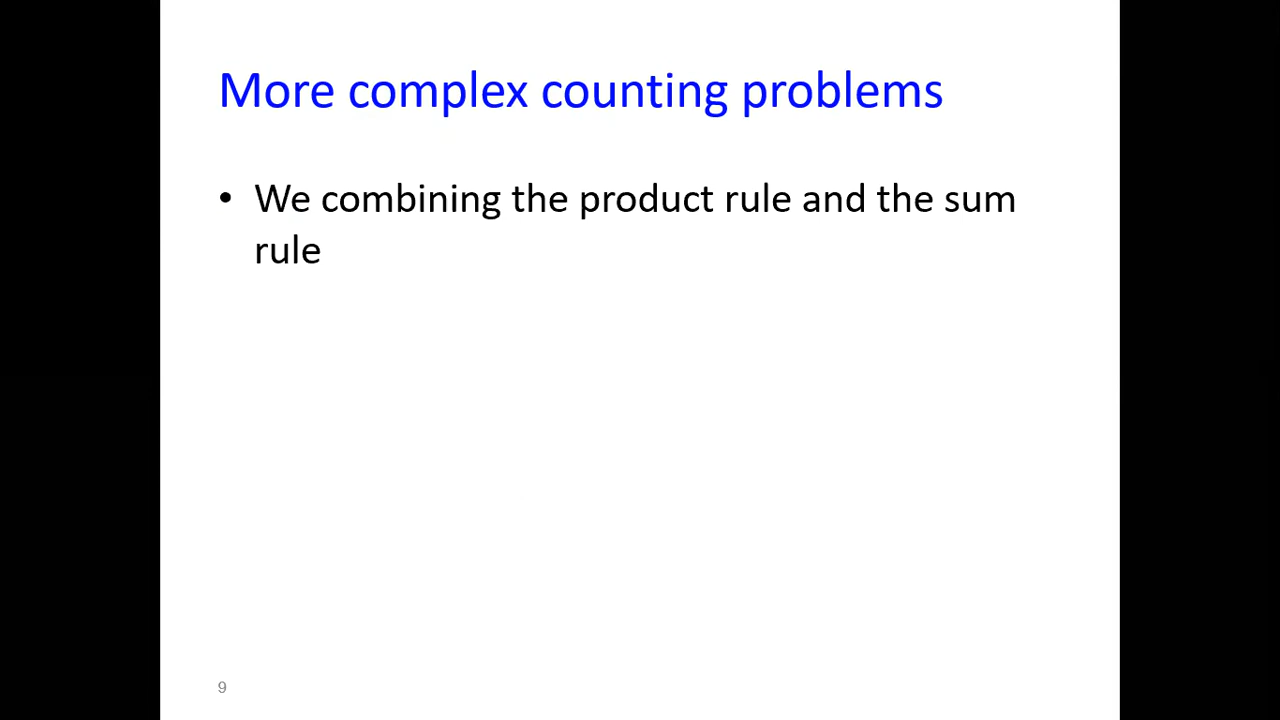 More complex counting problems
• We combining the product rule and the sum
rule
9